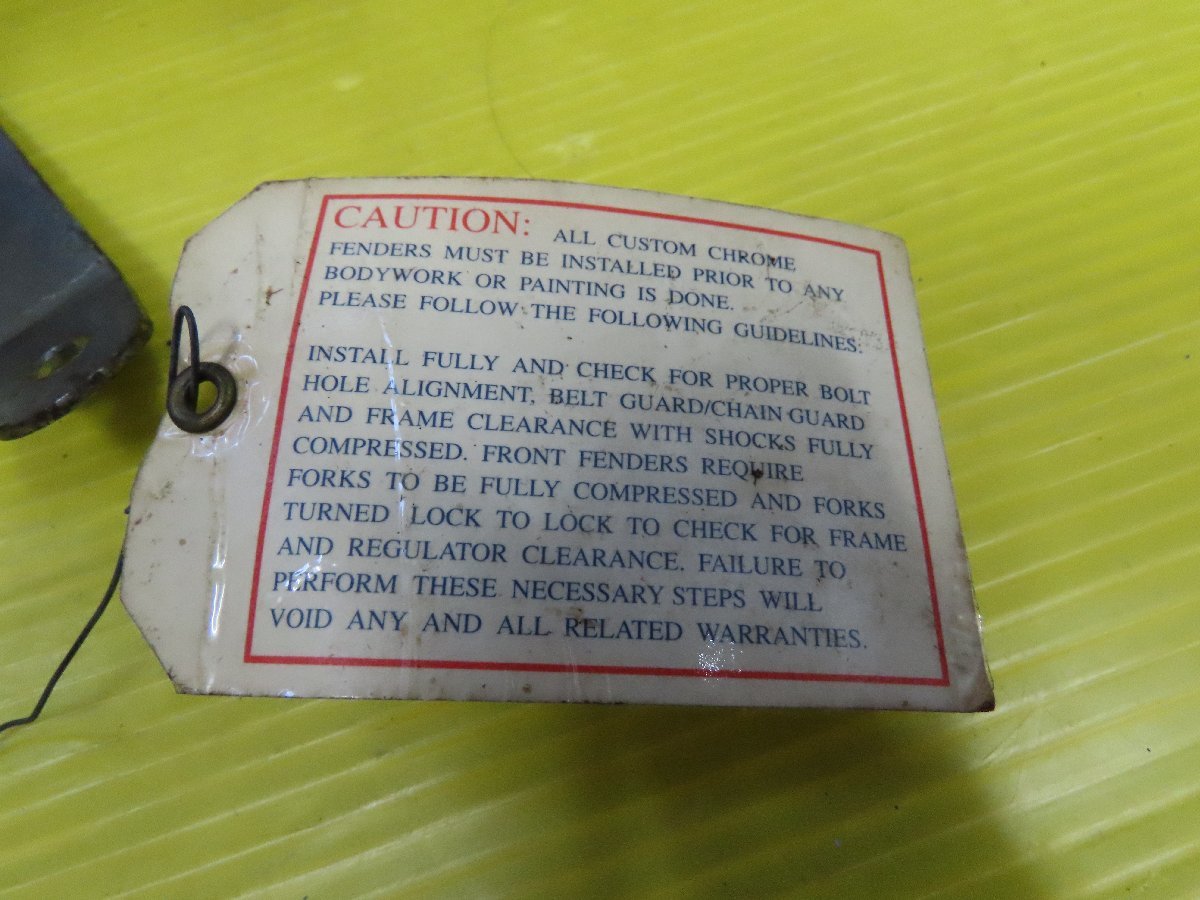 CAUTION: ALL CUSTOM CHROME
FENDERS MUST BE INSTALLED PRIOR TO ANY
BODYWORK OR PAINTING IS DONE.
PLEASE FOLLOW THE FOLLOWING GUIDELINES:
INSTALL FULLY AND CHECK FOR PROPER BOLT
HOLE ALIGNMENT, BELT GUARD/CHAIN GUARD
AND FRAME CLEARANCE WITH SHOCKS FULLY
COMPRESSED. FRONT FENDERS REQUIRE
FORKS TO BE FULLY COMPRESSED AND FORKS
TURNED LOCK TO LOCK TO CHECK FOR FRAME
AND REGULATOR CLEARANCE. FAILURE TO
PERFORM THESE NECESSARY STEPS WILL
VOID ANY AND ALL RELATED WARRANTIES.